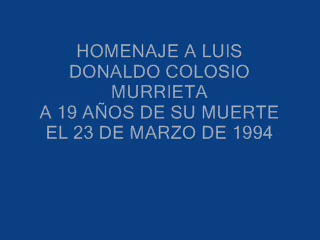 HOMENAJE A LUIS
DONALDO COLOSIO
MURRIETA
A 19 AÑOS DE SU MUERTE
EL 23 DE MARZO DE 1994